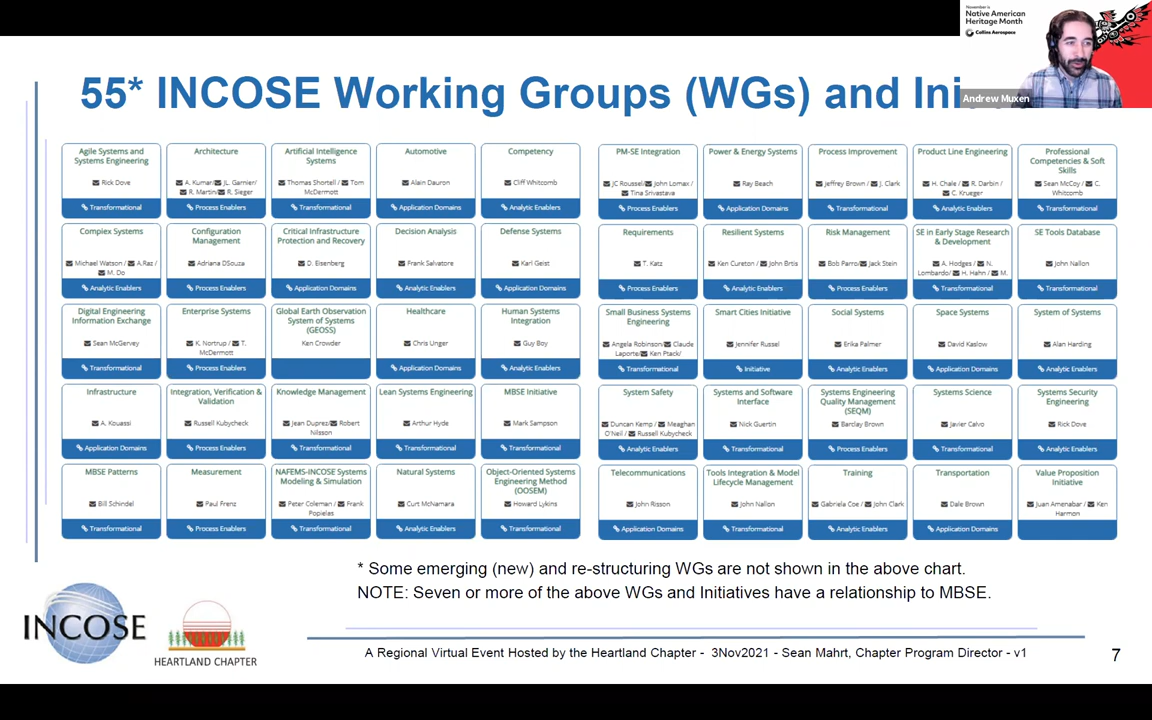 November is
Native American
Heritage Month
Collins Aerospace
Andrew Muxen
55* INCOSE Working Groups (WGs) and Ini
Agile Systems and
Systems Engineering
Rick Dove
Transformational
Architecture
A. Kumar/ JL. Garnier/
R. Martin/ R. Sieger
Process Enablers
Artificial Intelligence
Systems
Thomas Shortell / Tom
McDermott
Transformational
Automotive
Alain Dauron
Application Domains
Competency
Cliff Whitcomb
Analytic Enablers
PM-SE Integration
JC Roussel/ John Lomax /
Tina Srivastava
Process Enablers
Power & Energy Systems
Ray Beach
Application Domains
Process Improvement
Jeffrey Brown / J. Clark
Transformational
Product Line Engineering
H. Chale / R. Darbin /
C. Krueger
Analytic Enablers
Professional
Competencies & Soft
Skills
Sean McCoy / C.
Whitcomb
Transformational
Complex Systems
Michael Watson / A.Raz /
M. Do
Analytic Enablers
Configuration
Management
Adriana DSouza
Process Enablers
Critical Infrastructure
Protection and Recovery
D. Eisenberg
Application Domains
Decision Analysis
Frank Salvatore
Analytic Enablers
Defense Systems
Karl Geist
Application Domains
Requirements
T. Katz
Process Enablers
Resilient Systems
Ken Cureton / John Brtis
Analytic Enablers
Risk Management
Bob Parro/ Jack Stein
Process Enablers
SE in Early Stage Research
& Development
A. Hodges / N.
Lombardo/ H. Hahn / M.
Transformational
SE Tools Database
John Nallon
Transformational
Digital Engineering
Information Exchange
Sean McGervey
Transformational
Enterprise Systems
K. Nortrup / T.
McDermott
Process Enablers
Global Earth Observation
System of Systems
(GEOSS)
Ken Crowder
Healthcare
Chris Unger
Application Domains
Human Systems
Integration
Guy Boy
Analytic Enablers
Small Business Systems
Engineering
Angela Robinson/ Claude
Laporte/ Ken Ptack/
Transformational
Smart Cities Initiative
Jennifer Russel
Initiative
Social Systems
Erika Palmer
Analytic Enablers
Space Systems
David Kaslow
Application Domains
System of Systems
Alan Harding
Analytic Enablers
Infrastructure
A. Kouassi
Application Domains
Integration, Verification &
Validation
Russell Kubycheck
Process Enablers
Knowledge Management
Jean Duprez/ Robert
Nilsson
Transformational
Lean Systems Engineering
Arthur Hyde
Transformational
MBSE Initiative
Mark Sampson
Transformational
System Safety
Duncan Kemp / Meaghan
O'Neil / Russell Kubycheck
Analytic Enablers
Systems and Software
Interface
Nick Guertin
Transformational
Systems Engineering
Quality Management
(SEQM)
Barclay Brown
Process Enablers
Systems Science
Javier Calvo
Transformational
Systems Security
Engineering
Rick Dove
Analytic Enablers
MBSE Patterns
Bill Schindel
Transformational
Measurement
Paul Frenz
Process Enablers
NAFEMS-INCOSE Systems
Modeling & Simulation
Peter Coleman / Frank
Popielas
Transformational
Natural Systems
Curt McNamara
Analytic Enablers
Object-Oriented Systems
Engineering Method
(OOSEM)
Howard Lykins
Transformational
Telecommunications
John Risson
Application Domains
Tools Integration & Model
Lifecycle Management
John Nallon
Transformational
Training
Gabriela Coe / John Clark
Analytic Enablers
Transportation
Dale Brown
Application Domains
Value Proposition
Initiative
Juan Amenabar / Ken
Harmon
* Some emerging (new) and re-structuring WGs are not shown in the above chart.
NOTE: Seven or more of the above WGs and Initiatives have a relationship to MBSE.
INCOSE
HEARTLAND CHAPTER
A Regional Virtual Event Hosted by the Heartland Chapter - 3Nov2021 - Sean Mahrt, Chapter Program Director - v1
7